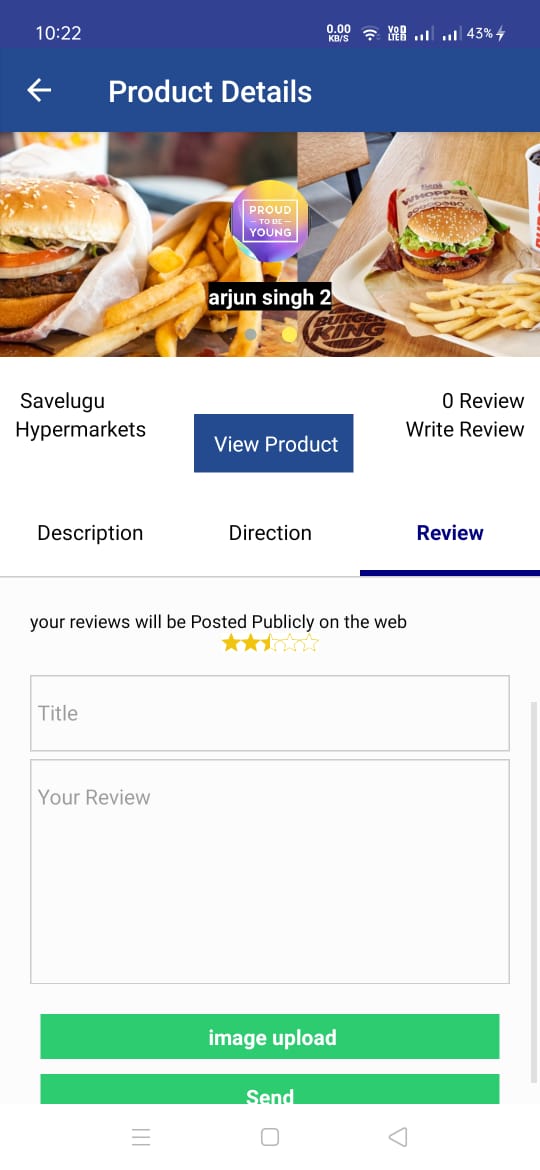 10:22
0.00
KB/S
Vo
LTE 2
43%
Product Details
WHOPPER
PROUD
TO BE
YOUNG
arjun singh 2
BURGER
KING
Savelugu
0 Review
Hypermarkets
Write Review
View Product
Description
Direction
Review
your reviews will be Posted Publicly on the web
Title
Your Review
image upload
Send